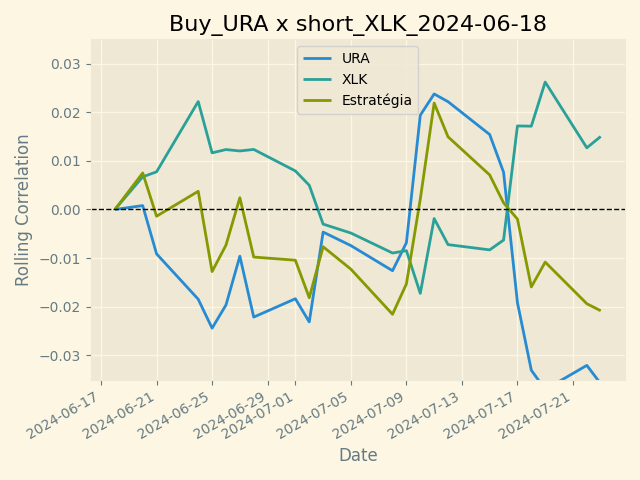 Buy_URA x short_XLK_2024-06-18
URA
XLK
Estratégia
Rolling Correlation
0.03
0.02
0.01
0.00
−0.01
−0.02
−0.03
2024-06-17
2024-06-21
2024-06-25
2024-06-29
2024-07-01
2024-07-05
2024-07-09
2024-07-13
2024-07-17
2024-07-21
Date